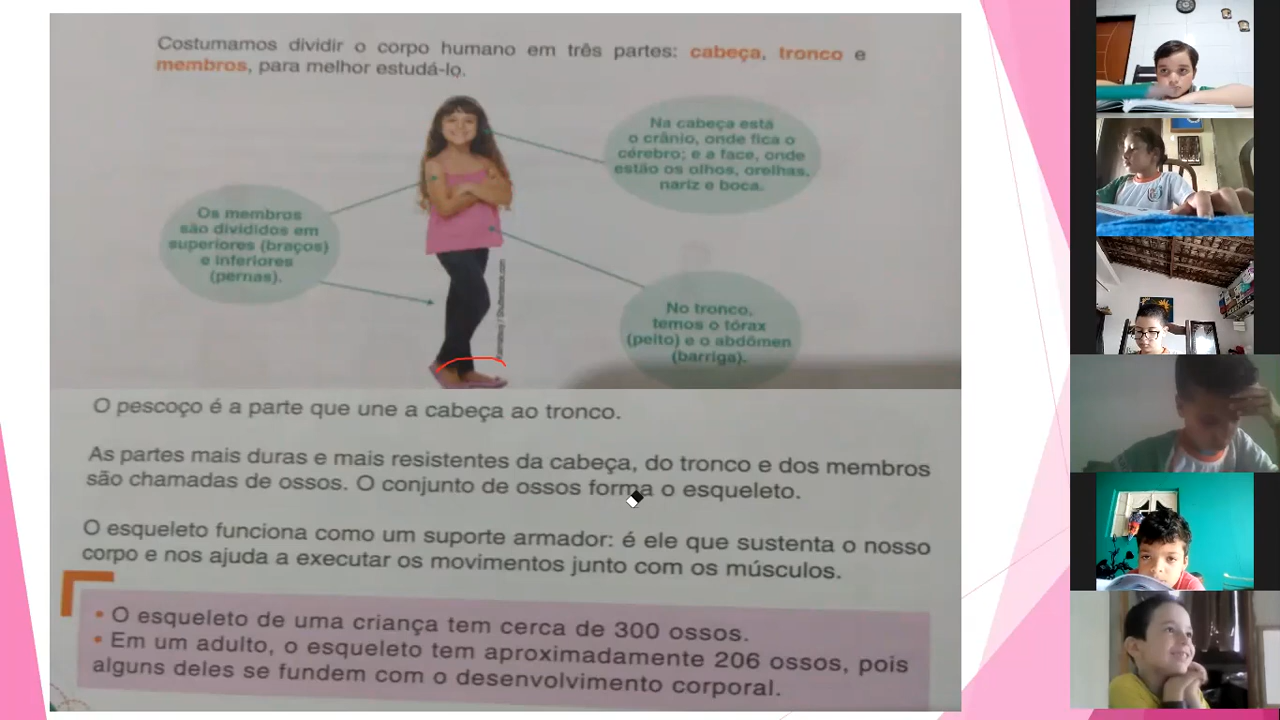 Costumamos dividir o corpo humano em três partes: cabeça, tronco e
membros, para melhor estudá-lo.
Na cabeça está
o crânio, onde fica o
cérebro; e a face, onde
estão os olhos, orelhas,
nariz e boca.
Os membros
são divididos em
superiores (braços)
e inferiores
(pernas).
No tronco,
temos o tórax
(peito) e o abdômen
(barriga).
/ Shutterstock.com
O pescoço é a parte que une a cabeça ao tronco.
As partes mais duras e mais resistentes da cabeça, do tronco e dos membros
são chamadas de ossos. O conjunto de ossos forma o esqueleto.
O esqueleto funciona como um suporte armador: é ele que sustenta o nosso
corpo e nos ajuda a executar os movimentos junto com os músculos.
• O esqueleto de uma criança tem cerca de 300 ossos.
• Em um adulto, o esqueleto tem aproximadamente 206 ossos, pois
alguns deles se fundem com o desenvolvimento corporal.